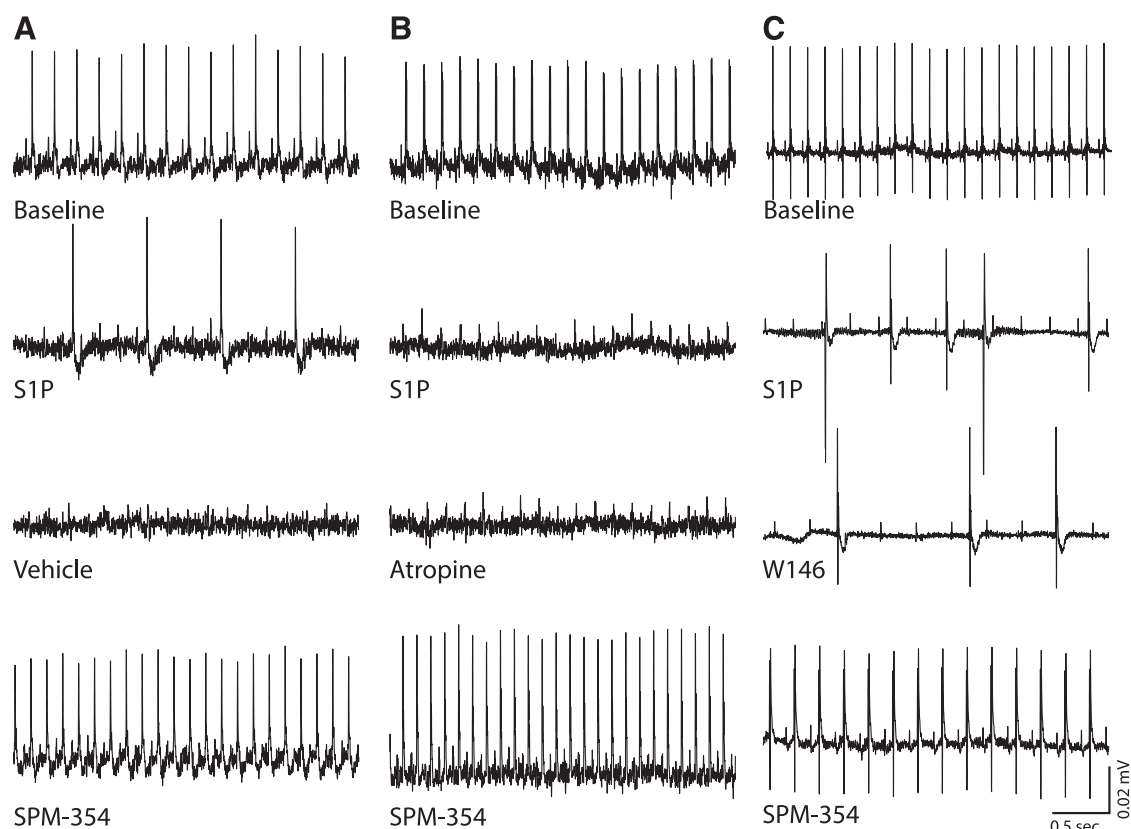 A B C
Baseline Baseline Baseline
S1P S1P S1P
Vehicle Atropine W146
SPM-354 SPM-354 SPM-354
0.02 mV
0.5 sec